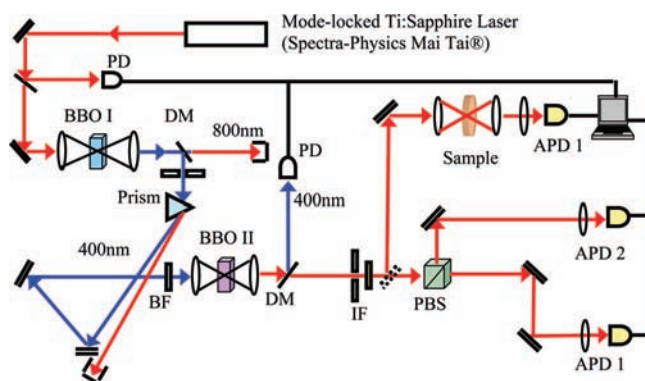 Mode-locked Ti:Sapphire Laser
(Spectra-Physics Mai Tai®)
PD
BBO I
DM
800nm
PD
Sample
APD 1
Prism
400nm
400nm
BBO II
BF
DM
IF
PBS
APD 2
APD 1